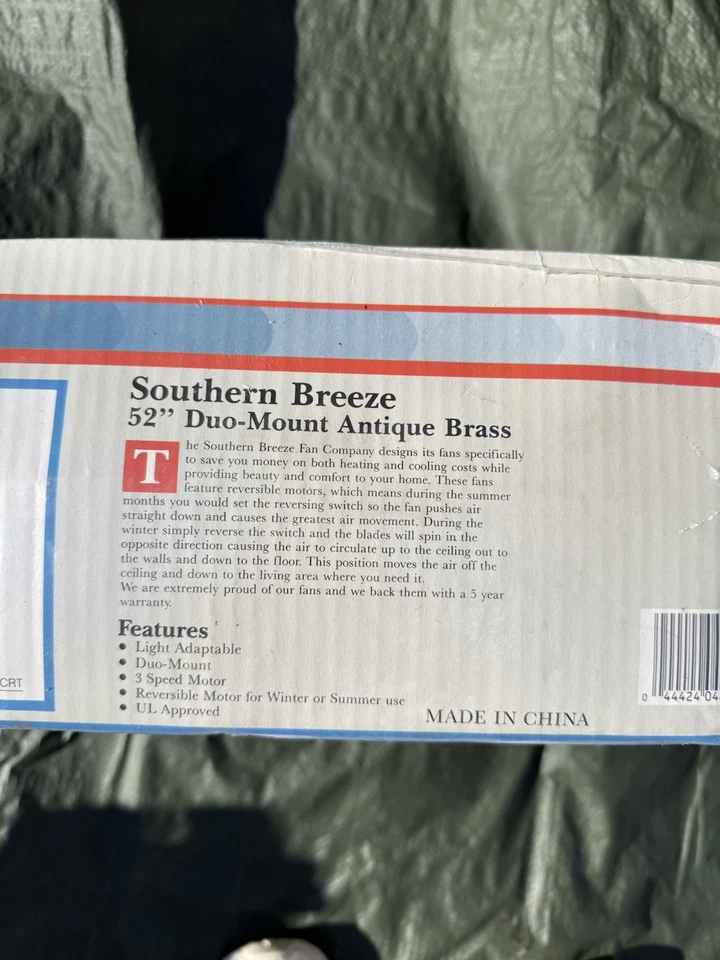 Southern Breeze
52” Duo-Mount Antique Brass
The Southern Breeze Fan Company designs its fans specifically
to save you money on both heating and cooling costs while
providing beauty and comfort to your home. These fans
feature reversible motors, which means during the summer
months you would set the reversing switch so the fan pushes air
straight down and causes the greatest air movement. During the
winter simply reverse the switch and the blades will spin in the
opposite direction causing the air to circulate up to the ceiling out to
the walls and down to the floor. This position moves the air off the
ceiling and down to the living area where you need it.
We are extremely proud of our fans and we back them with a 5 year
warranty.
Features
• Light Adaptable
• Duo-Mount
• 3 Speed Motor
• Reversible Motor for Winter or Summer use
• UL Approved
MADE IN CHINA
CRT
0 44424 04